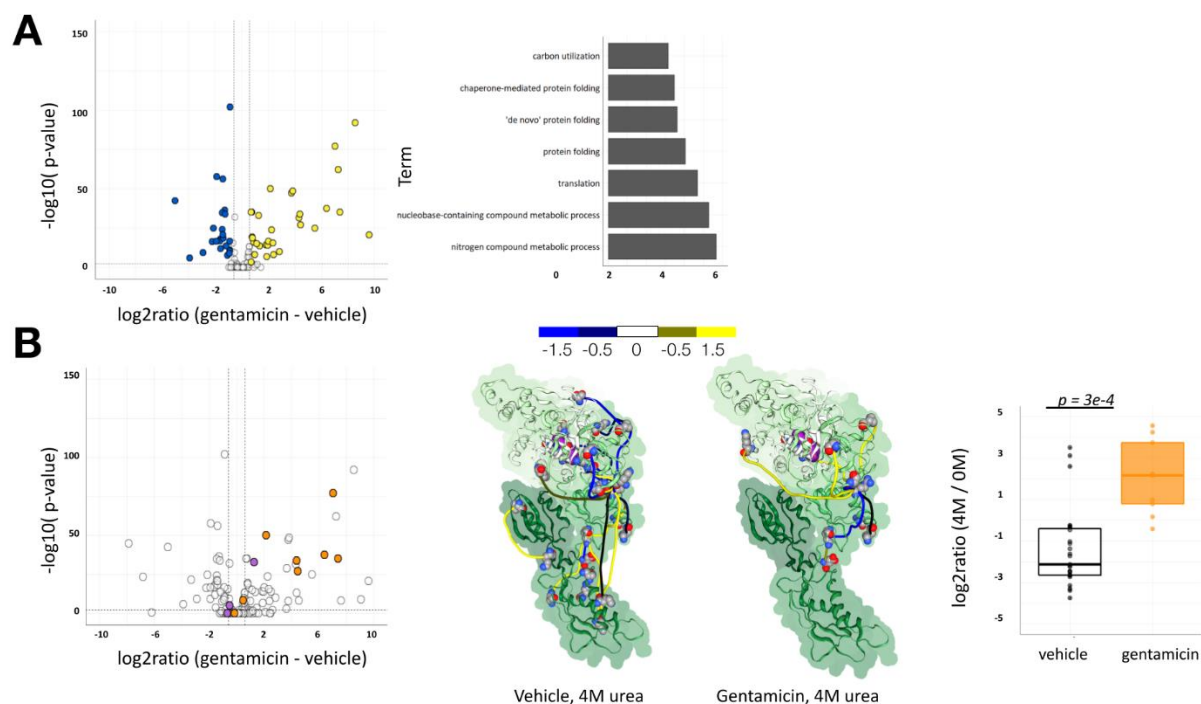 A
150
100
50
0
-log10( p-value)
-10
-6
-2
2
6
10
log2ratio (gentamicin - vehicle)
Term
carbon utilization
chaperone-mediated protein folding
'de novo' protein folding
protein folding
translation
nucleobase-containing compound metabolic process
nitrogen compound metabolic process
0
2
4
6
B
150
100
50
0
-log10( p-value)
-10
-6
-2
2
6
10
log2ratio (gentamicin - vehicle)
-1.5
-0.5
0
-0.5
1.5
Vehicle, 4M urea
Gentamicin, 4M urea
p = 3e-4
5
3
1
-1
-3
-5
log2ratio (4M / 0M)
vehicle
gentamicin